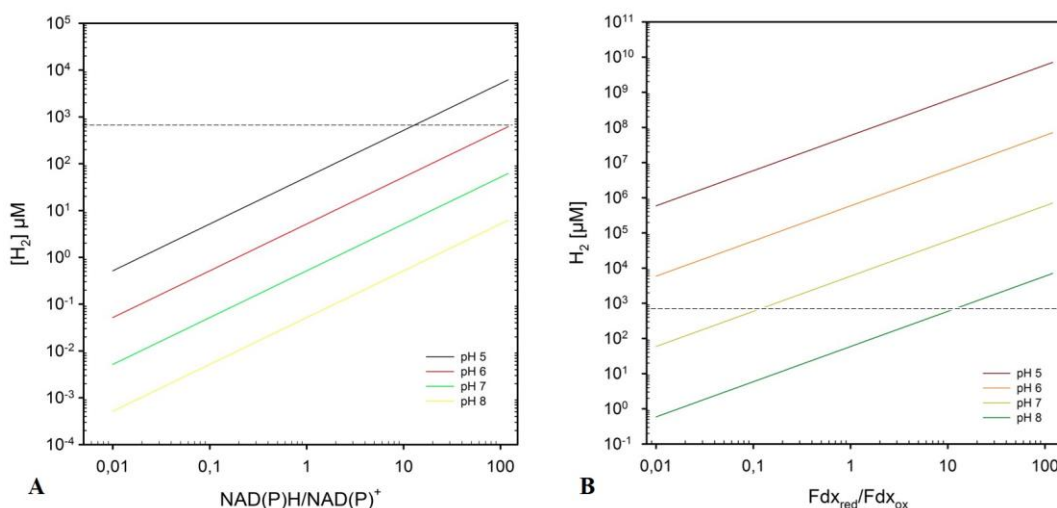 10⁵
10⁴
10³
10²
10¹
10⁰
10⁻¹
10⁻²
10⁻³
10⁻⁴
[H₂] µM
0,01 0,1 1 10 100
NAD(P)H/NAD(P)⁺
pH 5
pH 6
pH 7
pH 8
A
10¹¹
10¹⁰
10⁹
10⁸
10⁷
10⁶
10⁵
10⁴
10³
10²
10¹
10⁰
10⁻¹
H₂ [µM]
0,01 0,1 1 10 100
Fdx_red/Fdx_ox
pH 5
pH 6
pH 7
pH 8
B